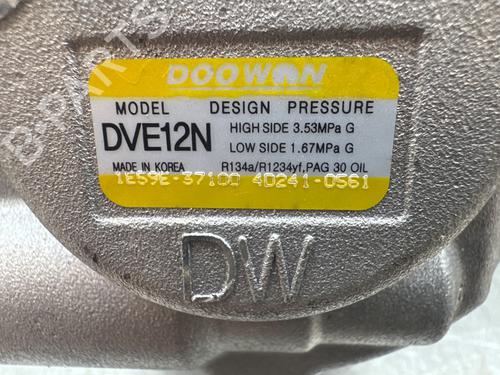 DOOWON
MODEL DESIGN PRESSURE
DVE12N HIGH SIDE 3.53MPa G
LOW SIDE 1.67MPa G
MADE IN KOREA R134a/R1234yf,PAG 30 OIL
1E59E-37100 4D241-0561
DW
B-PARTS